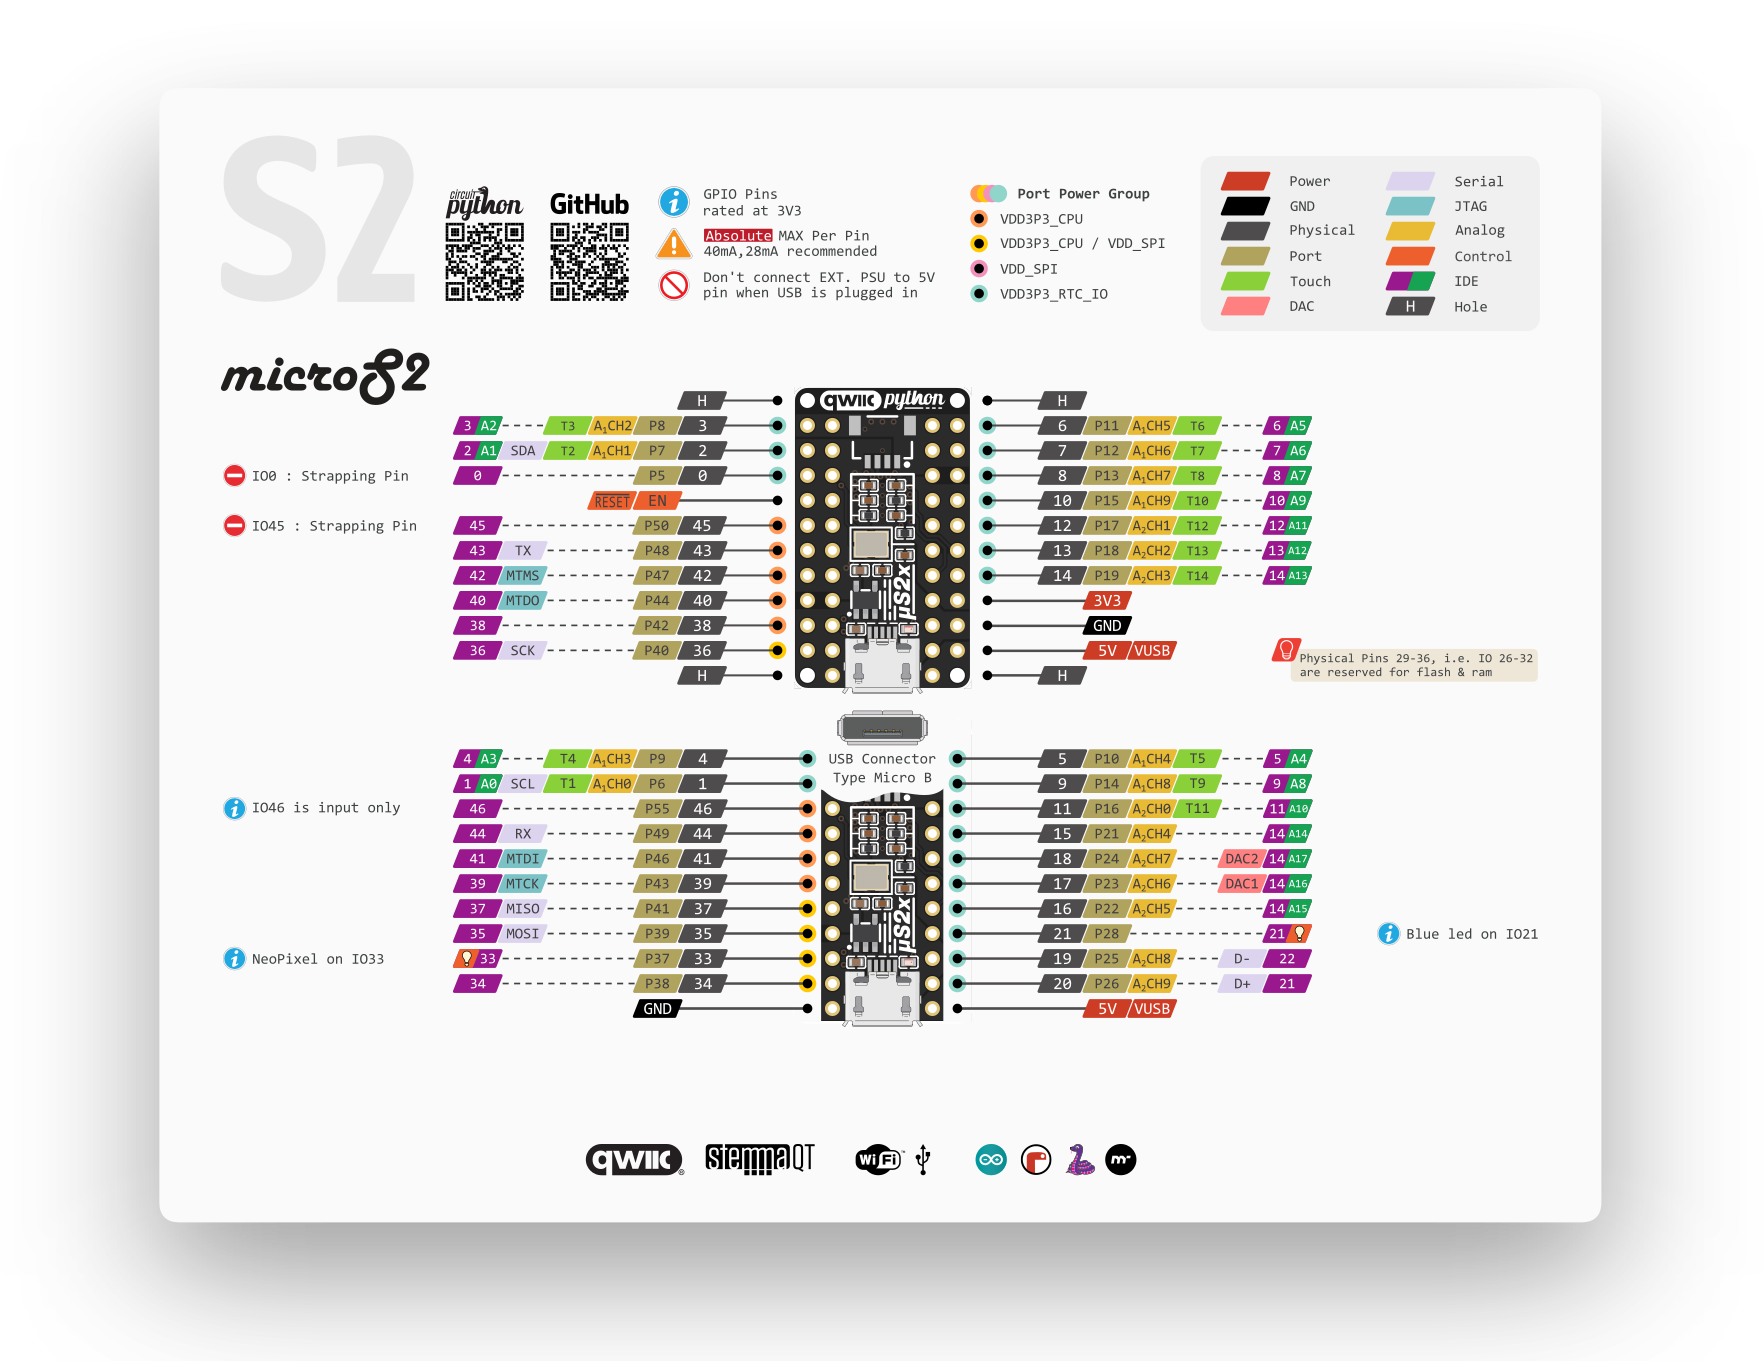 S2
circuit python
GitHub
GPIO Pins
rated at 3V3
Absolute MAX Per Pin
40mA,28mA recommended
Don't connect EXT. PSU to 5V
pin when USB is plugged in
Port Power Group
VDD3P3_CPU
VDD3P3_CPU / VDD_SPI
VDD_SPI
VDD3P3_RTC_IO
Power Serial
GND JTAG
Physical Analog
Port Control
Touch IDE
DAC H Hole
microS2
qwiic python
µS2x
H H
3 A2 T3 A1CH2 P8 3 6 P11 A1CH5 T6 6 A5
2 A1 SDA T2 A1CH1 P7 2 7 P12 A1CH6 T7 7 A6
IO0 : Strapping Pin 0 P5 0 8 P13 A1CH7 T8 8 A7
RESET EN 10 P15 A1CH9 T10 10 A9
IO45 : Strapping Pin 45 P50 45 12 P17 A2CH1 T12 12 A11
43 TX P48 43 13 P18 A2CH2 T13 13 A12
42 MTMS P47 42 14 P19 A2CH3 T14 14 A13
40 MTDO P44 40 3V3
38 P42 38 GND
36 SCK P40 36 5V VUSB
H H
Physical Pins 29-36, i.e. IO 26-32
are reserved for flash & ram
USB Connector
Type Micro B
4 A3 T4 A1CH3 P9 4 5 P10 A1CH4 T5 5 A4
1 A0 SCL T1 A1CH0 P6 1 9 P14 A1CH8 T9 9 A8
IO46 is input only 46 P55 46 11 P16 A2CH0 T11 11 A10
44 RX P49 44 15 P21 A2CH4 14 A14
41 MTDI P46 41 18 P24 A2CH7 DAC2 14 A17
39 MTCK P43 39 17 P23 A2CH6 DAC1 14 A16
37 MISO P41 37 16 P22 A2CH5 14 A15
35 MOSI P39 35 21 P28 21 Blue led on IO21
NeoPixel on IO33 33 P37 33 19 P25 A2CH8 D- 22
34 P38 34 20 P26 A2CH9 D+ 21
GND 5V VUSB
µS2x
qwiic ® stemma QT WiFi m